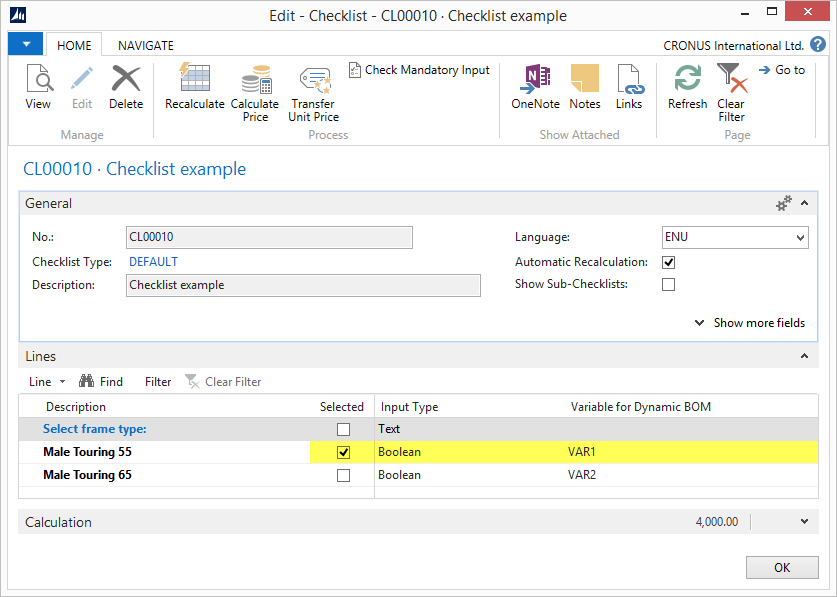 Edit - Checklist - CL00010 · Checklist example
HOME NAVIGATE CRONUS International Ltd. ?
View Edit Delete Recalculate Calculate Price Transfer Unit Price Check Mandatory Input OneNote Notes Links Refresh Clear Filter Go to
Manage Process Show Attached Page
CL00010 · Checklist example
General
No.: CL00010 Language: ENU
Checklist Type: DEFAULT Automatic Recalculation:
Description: Checklist example Show Sub-Checklists:
Show more fields
Lines
Line Find Filter Clear Filter
Description Selected Input Type Variable for Dynamic BOM
Select frame type: Text
Male Touring 55 Boolean VAR1
Male Touring 65 Boolean VAR2
Calculation 4,000.00
OK